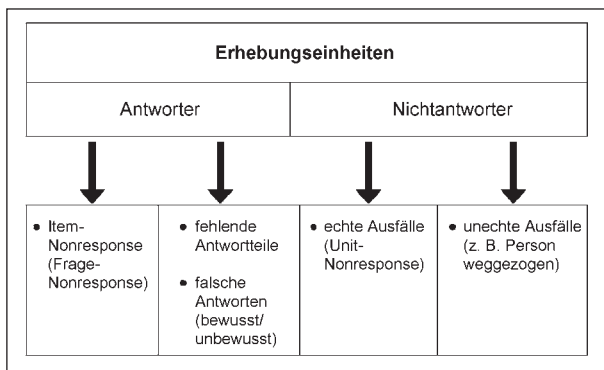 Erhebungseinheiten
Antworter
Nichtantworter
• Item-
Nonresponse
(Frage-
Nonresponse)
• fehlende
Antwortteile
• falsche
Antworten
(bewusst/
unbewusst)
• echte Ausfälle
(Unit-
Nonresponse)
• unechte Ausfälle
(z. B. Person
weggezogen)